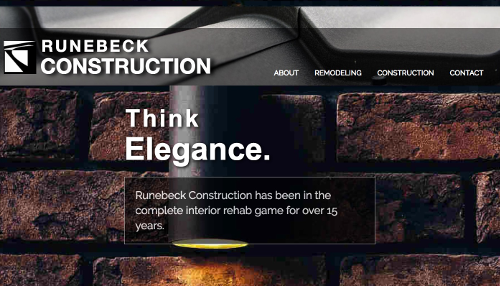 RUNEBECK
CONSTRUCTION
ABOUT REMODELING CONSTRUCTION CONTACT
Think
Elegance.
Runebeck Construction has been in the
complete interior rehab game for over 15
years.